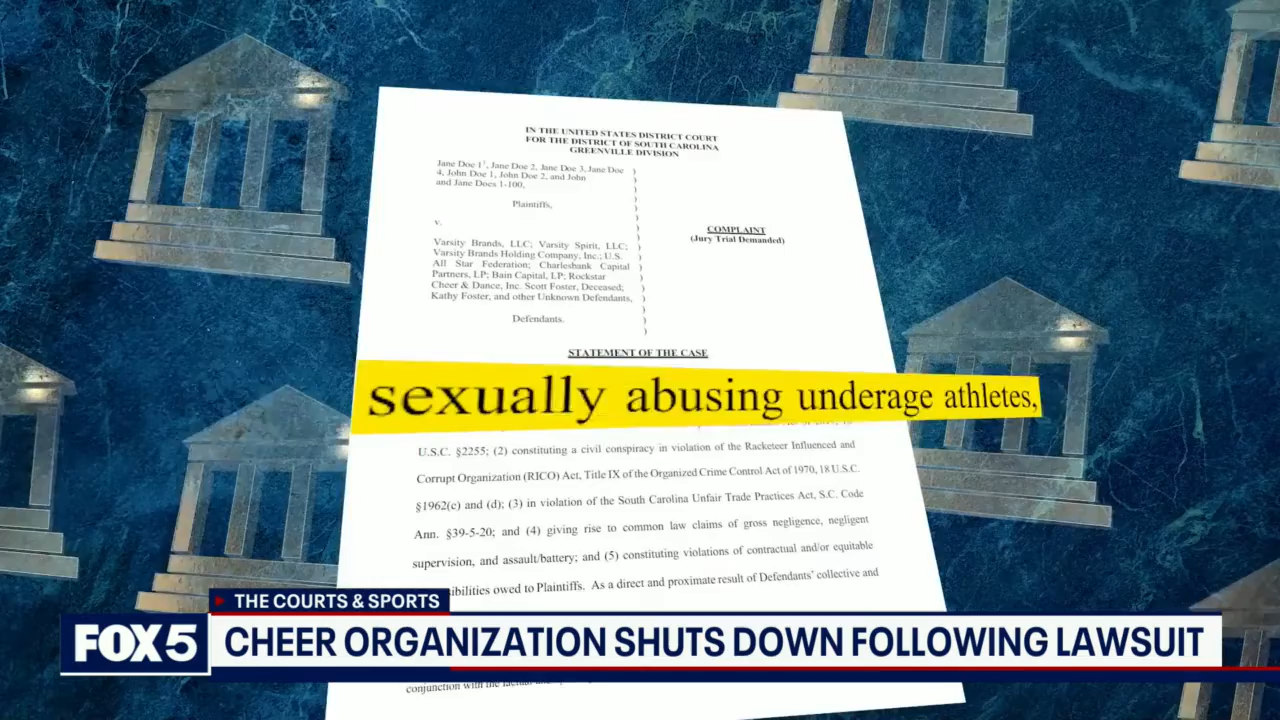 IN THE UNITED STATES DISTRICT COURT
FOR THE DISTRICT OF SOUTH CAROLINA
GREENVILLE DIVISION
Jane Doe 1¹, Jane Doe 2, Jane Doe 3, Jane Doe
4, John Doe 1, John Doe 2, and John
and Jane Does 1-100,
Plaintiffs,
v.
Varsity Brands, LLC; Varsity Spirit, LLC;
Varsity Brands Holding Company, Inc.; U.S.
All Star Federation; Charlesbank Capital
Partners, LP; Bain Capital, LP; Rockstar
Cheer & Dance, Inc. Scott Foster, Deceased;
Kathy Foster, and other Unknown Defendants,
Defendants.
COMPLAINT
(Jury Trial Demanded)
STATEMENT OF THE CASE
sexually abusing underage athletes,
U.S.C. §2255; (2) constituting a civil conspiracy in violation of the Racketeer Influenced and
Corrupt Organization (RICO) Act, Title IX of the Organized Crime Control Act of 1970, 18 U.S.C.
§1962(c) and (d); (3) in violation of the South Carolina Unfair Trade Practices Act, S.C. Code
Ann. §39-5-20; and (4) giving rise to common law claims of gross negligence, negligent
supervision, and assault/battery; and (5) constituting violations of contractual and/or equitable
ibilities owed to Plaintiffs. As a direct and proximate result of Defendants' collective and
THE COURTS & SPORTS
FOX 5
CHEER ORGANIZATION SHUTS DOWN FOLLOWING LAWSUIT
conjunction with the